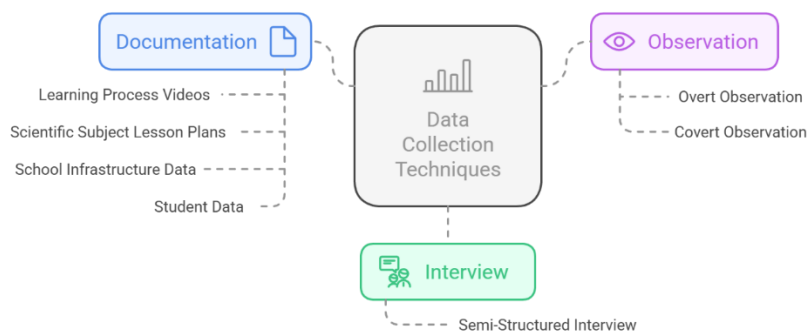 Documentation
Learning Process Videos
Scientific Subject Lesson Plans
School Infrastructure Data
Student Data
Data
Collection
Techniques
Observation
Overt Observation
Covert Observation
Interview
Semi-Structured Interview